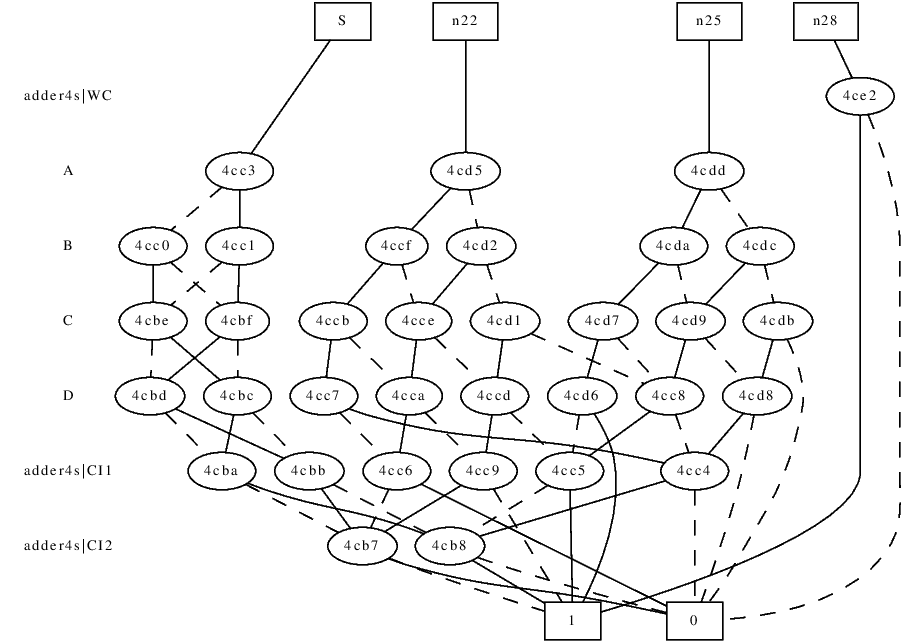 S n22 n25 n28
adder4s|WC 4ce2
A 4cc3 4cd5 4cdd
B 4cc0 4cc1 4ccf 4cd2 4cda 4cdc
C 4cbe 4cbf 4ccb 4cce 4cd1 4cd7 4cd9 4cdb
D 4cbd 4cbc 4cc7 4cca 4ccd 4cd6 4cc8 4cd8
adder4s|CI1 4cba 4cbb 4cc6 4cc9 4cc5 4cc4
adder4s|CI2 4cb7 4cb8
1 0